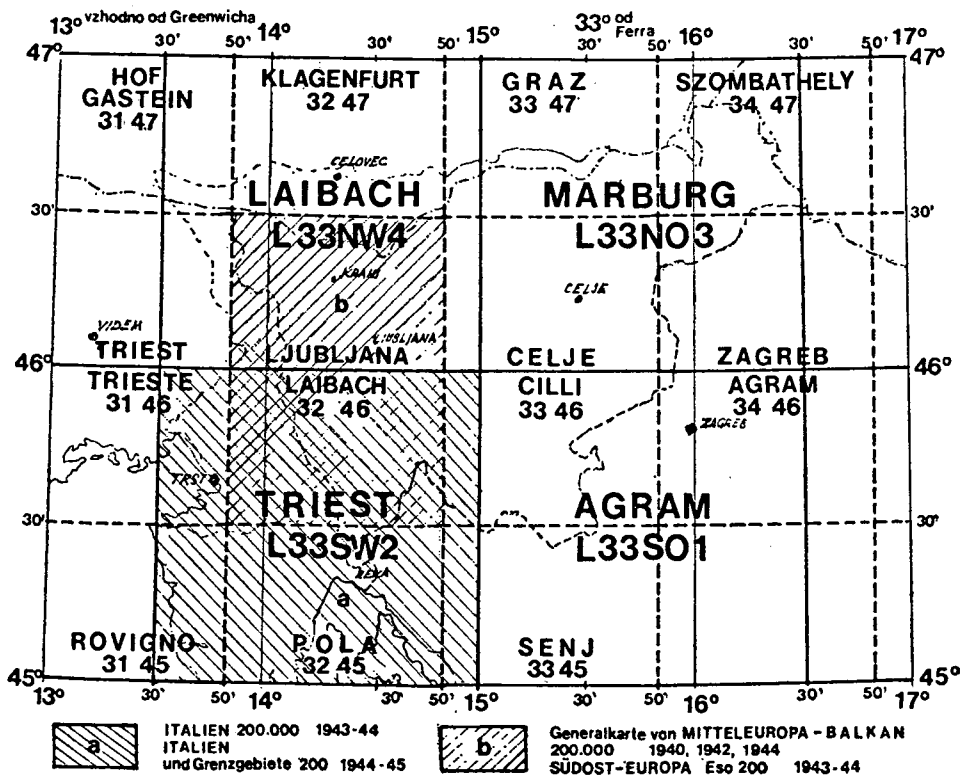 13° vzhodno od Greenwicha 33° od Ferra
30' 50' 14° 30' 50' 15° 30' 50' 16° 30' 50' 17°
47° 47°
HOF GASTEIN
31 47
KLAGENFURT
32 47
GRAZ
33 47
SZOMBATHELY
34 47
CELOVEC
LAIBACH MARBURG
30' 30'
L33NW4 L33NO3
KRANJ
b
CELJE
VIDEM
LJUBLJANA
TRIEST LJUBLJANA CELJE ZAGREB
46° 46°
TRIESTE LAIBACH CILLI AGRAM
31 46 32 46 33 46 34 46
ZAGREB
TRST
TRIEST AGRAM
30' 30'
L33SW2 L33SO1
REKA
a
ROVIGNO POLA SENJ
31 45 32 45 33 45
45° 45°
13° 30' 50' 14° 30' 50' 15° 30' 50' 16° 30' 50' 17°
a
ITALIEN 200.000 1943-44
ITALIEN
und Grenzgebiete 200 1944-45
b
Generalkarte von MITTELEUROPA - BALKAN
200.000 1940, 1942, 1944
SÜDOST-EUROPA Eso 200 1943-44